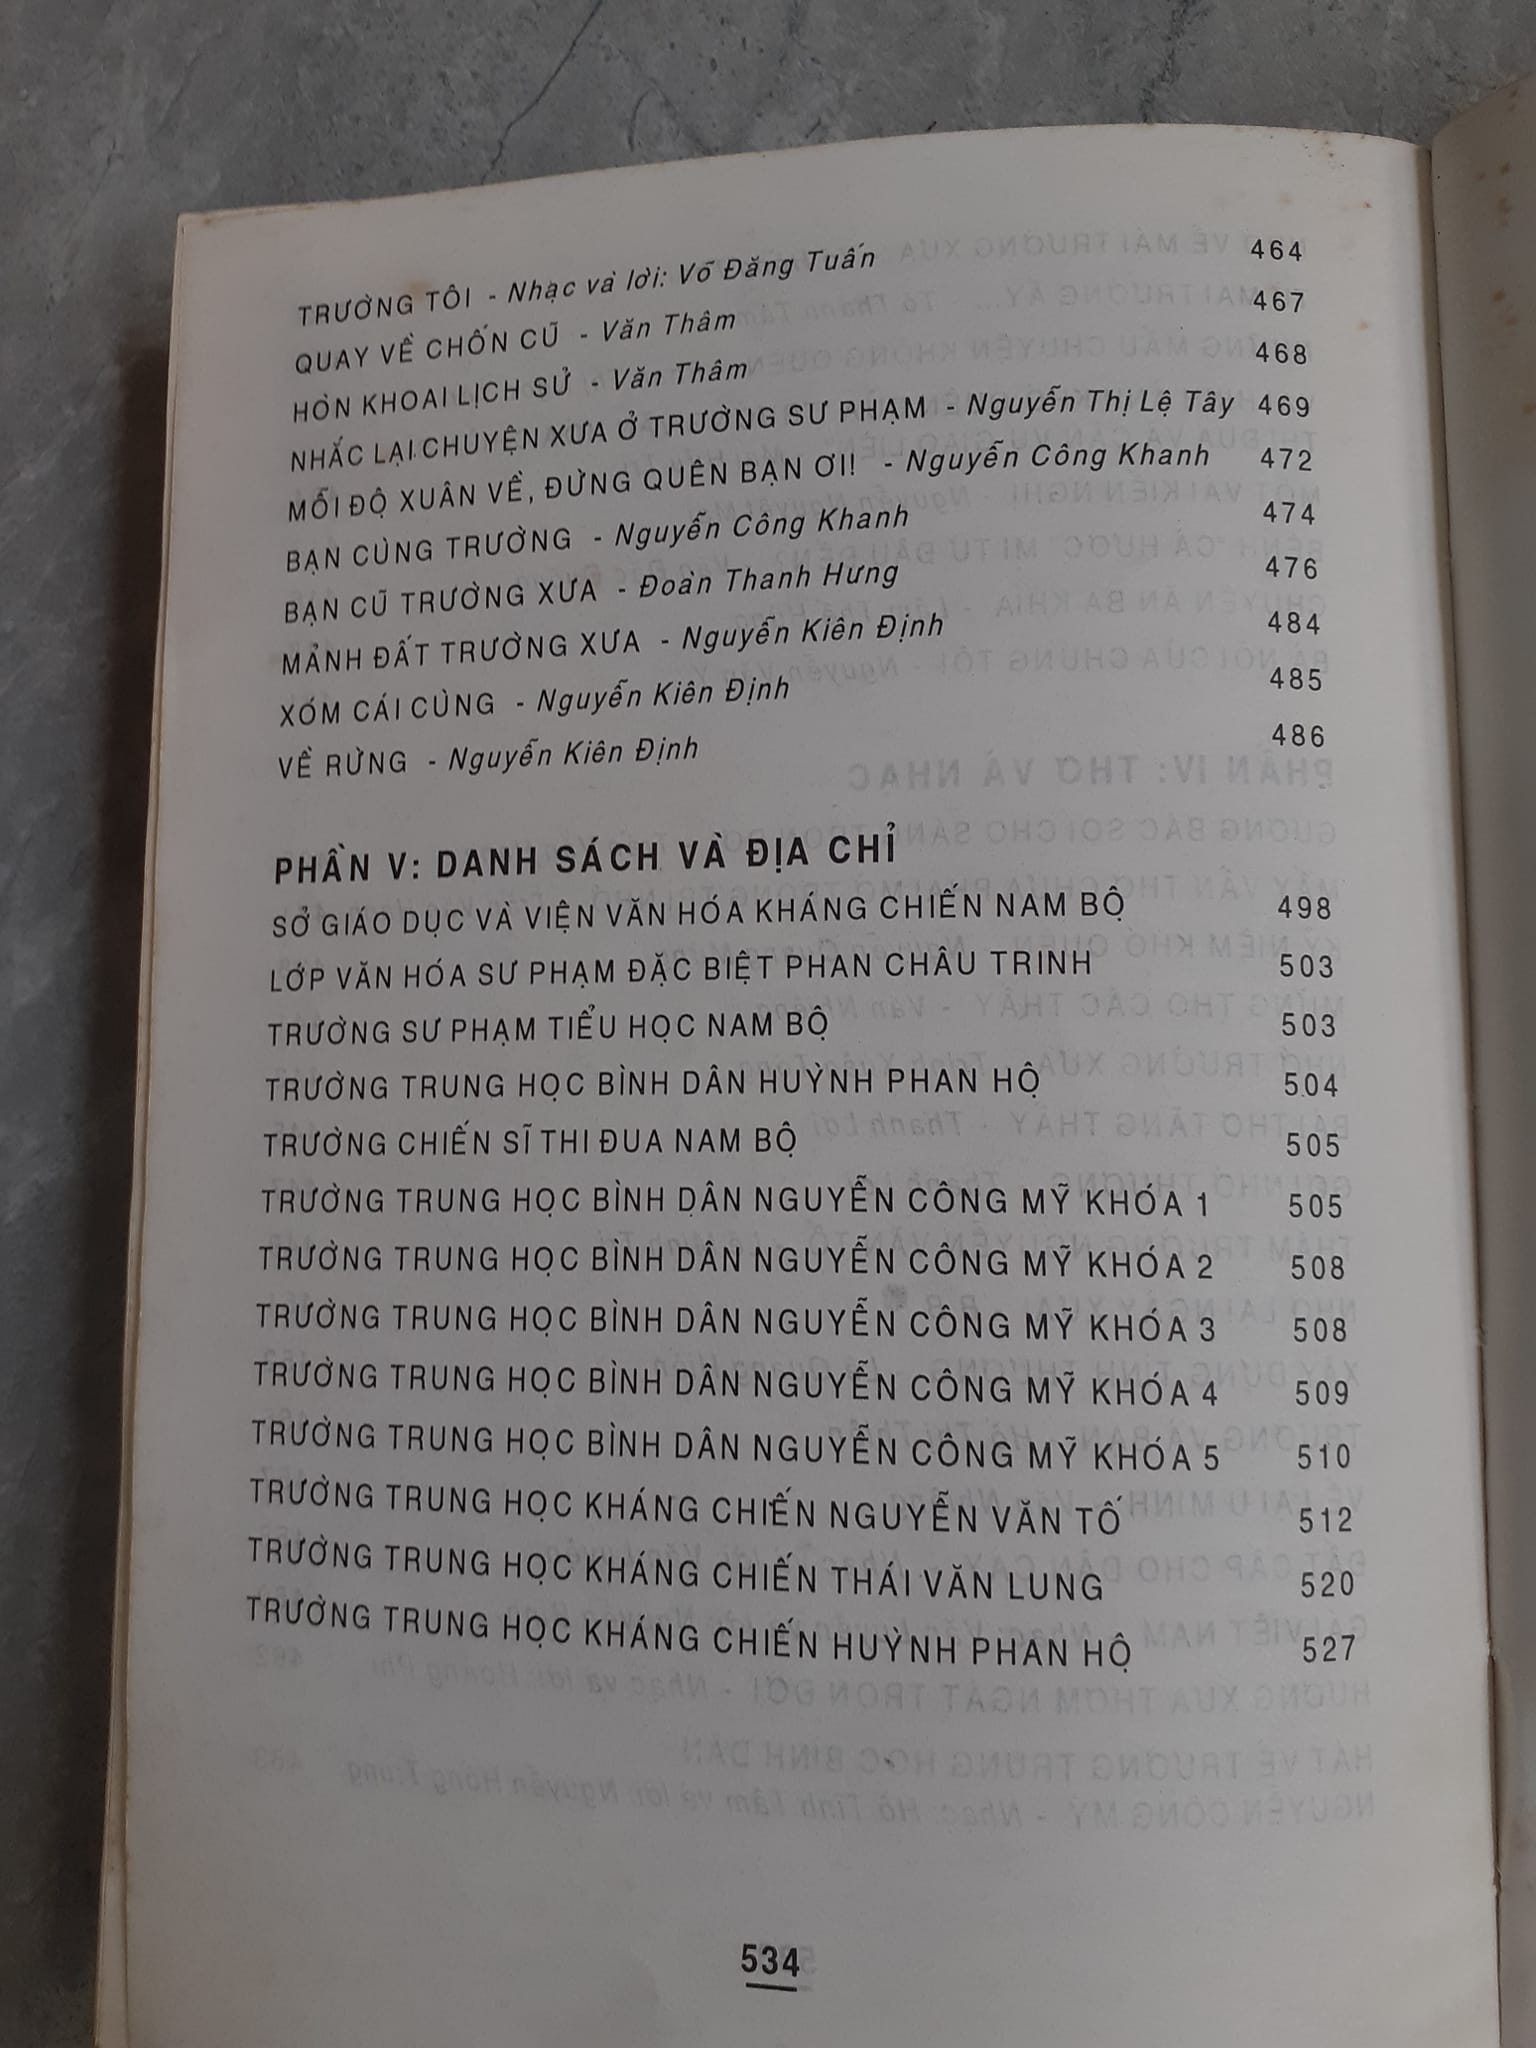 TRƯỜNG TÔI - Nhạc và lời: Võ Đăng Tuấn 464
QUAY VỀ CHỐN CŨ - Văn Thâm 467
HÒN KHOAI LỊCH SỬ - Văn Thâm 468
NHẮC LẠI CHUYỆN XƯA Ở TRƯỜNG SƯ PHẠM - Nguyễn Thị Lệ Tây 469
MỖI ĐỘ XUÂN VỀ, ĐỪNG QUÊN BẠN ƠI! - Nguyễn Công Khanh 472
BẠN CÙNG TRƯỜNG - Nguyễn Công Khanh 474
BẠN CŨ TRƯỜNG XƯA - Đoàn Thanh Hưng 476
MẢNH ĐẤT TRƯỜNG XƯA - Nguyễn Kiên Định 484
XÓM CÁI CÙNG - Nguyễn Kiên Định 485
VỀ RỪNG - Nguyễn Kiên Định 486
PHẦN V: DANH SÁCH VÀ ĐỊA CHỈ
SỞ GIÁO DỤC VÀ VIỆN VĂN HÓA KHÁNG CHIẾN NAM BỘ 498
LỚP VĂN HÓA SƯ PHẠM ĐẶC BIỆT PHAN CHÂU TRINH 503
TRƯỜNG SƯ PHẠM TIỂU HỌC NAM BỘ 503
TRƯỜNG TRUNG HỌC BÌNH DÂN HUỲNH PHAN HỘ 504
TRƯỜNG CHIẾN SĨ THI ĐUA NAM BỘ 505
TRƯỜNG TRUNG HỌC BÌNH DÂN NGUYỄN CÔNG MỸ KHÓA 1 505
TRƯỜNG TRUNG HỌC BÌNH DÂN NGUYỄN CÔNG MỸ KHÓA 2 508
TRƯỜNG TRUNG HỌC BÌNH DÂN NGUYỄN CÔNG MỸ KHÓA 3 508
TRƯỜNG TRUNG HỌC BÌNH DÂN NGUYỄN CÔNG MỸ KHÓA 4 509
TRƯỜNG TRUNG HỌC BÌNH DÂN NGUYỄN CÔNG MỸ KHÓA 5 510
TRƯỜNG TRUNG HỌC KHÁNG CHIẾN NGUYỄN VĂN TỐ 512
TRƯỜNG TRUNG HỌC KHÁNG CHIẾN THÁI VĂN LUNG 520
TRƯỜNG TRUNG HỌC KHÁNG CHIẾN HUỲNH PHAN HỘ 527
534